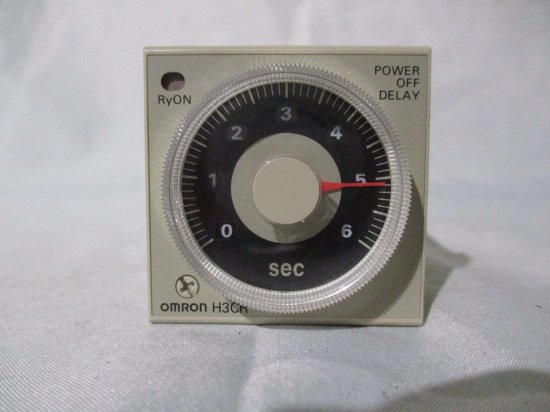 POWER
OFF
DELAY
RyON
0 1 2 3 4 5 6
sec
OMRON H3CR